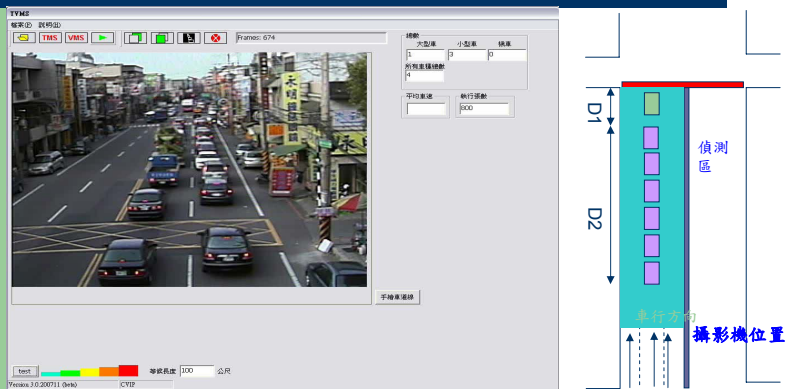 TVMS
檔案(F) 說明(H)
TMS VMS Frames: 674
總數
大型車 小型車 機車
1 3 0
所有車種總數
4
平均車速 執行張數
800
手繪車道線
test 等候長度 100 公尺
Version 3.0.200711 (beta) CVIP
D1
偵測
區
D2
車行方向
攝影機位置